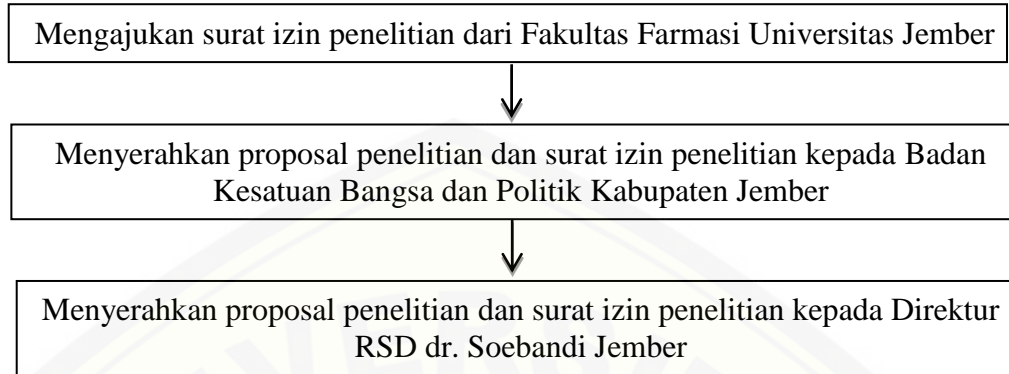 Mengajukan surat izin penelitian dari Fakultas Farmasi Universitas Jember
Menyerahkan proposal penelitian dan surat izin penelitian kepada Badan
Kesatuan Bangsa dan Politik Kabupaten Jember
Menyerahkan proposal penelitian dan surat izin penelitian kepada Direktur
RSD dr. Soebandi Jember